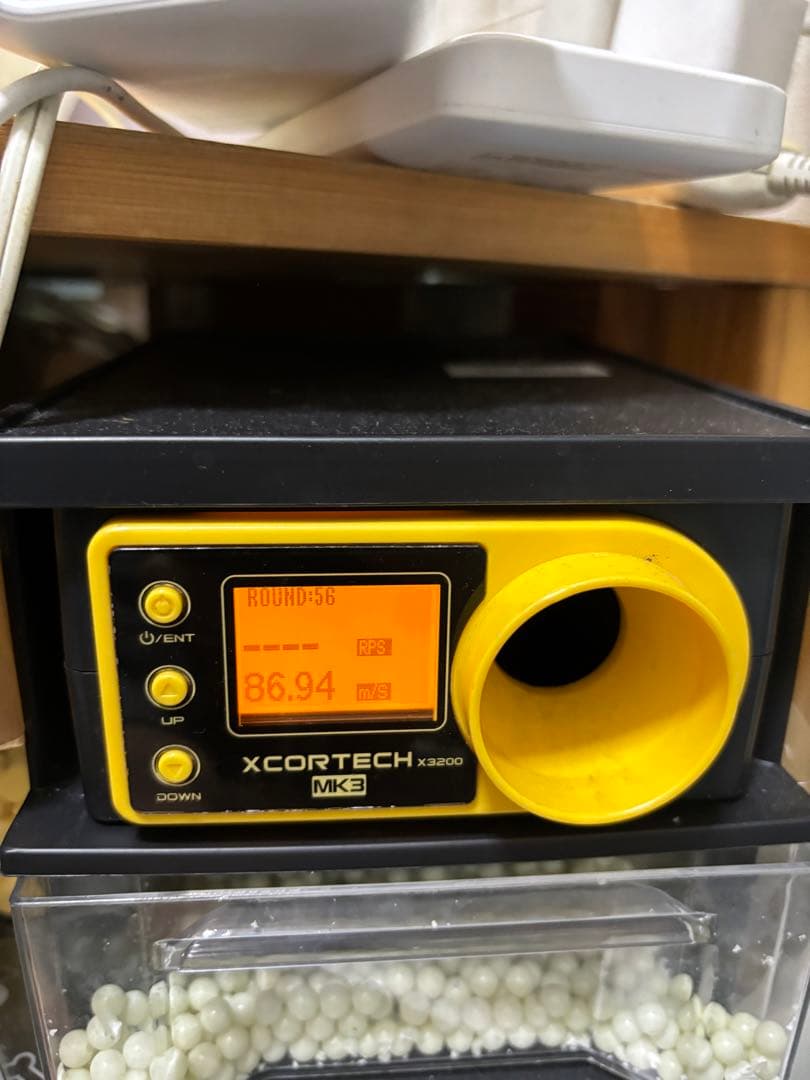 ROUND:56
---- RPS
86.94 m/S
⏻/ENT
UP
DOWN
XCORTECH X3200
MK3